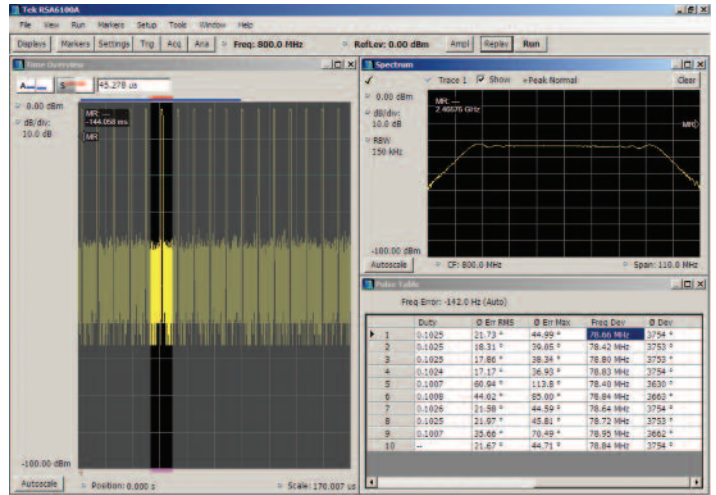 Tek RSA6100A
File View Run Markers Setup Tools Window Help
Displays Markers Settings Trig Acq Ana Freq: 800.0 MHz RefLev: 0.00 dBm Ampl Replay Run
Time Overview
45.278 us
0.00 dBm
dB/div:
10.0 dB
MR: ---
-144.058 ms
MR
-100.00 dBm
Autoscale Position: 0.000 s Scale: 170.007 us
Spectrum
Trace 1 Show +Peak Normal Clear
0.00 dBm
dB/div:
10.0 dB
RBW
150 kHz
MR: ---
2.46676 GHz
MR
-100.00 dBm
Autoscale CF: 800.0 MHz Span: 110.0 MHz
Pulse Table
Freq Error: -142.0 Hz (Auto)
Duty Ø Err RMS Ø Err Max Freq Dev Ø Dev
1 0.1025 21.73 ° 44.99 ° 78.66 MHz 3754 °
2 0.1025 18.31 ° 39.05 ° 78.42 MHz 3753 °
3 0.1025 17.86 ° 38.34 ° 78.80 MHz 3753 °
4 0.1024 17.17 ° 36.93 ° 78.83 MHz 3754 °
5 0.1007 60.94 ° 113.8 ° 78.40 MHz 3630 °
6 0.1008 44.02 ° 85.00 ° 78.84 MHz 3663 °
7 0.1026 21.58 ° 44.59 ° 78.64 MHz 3754 °
8 0.1025 21.97 ° 45.81 ° 78.72 MHz 3753 °
9 0.1007 35.66 ° 70.49 ° 78.95 MHz 3662 °
10 -- 21.67 ° 44.71 ° 78.84 MHz 3754 °